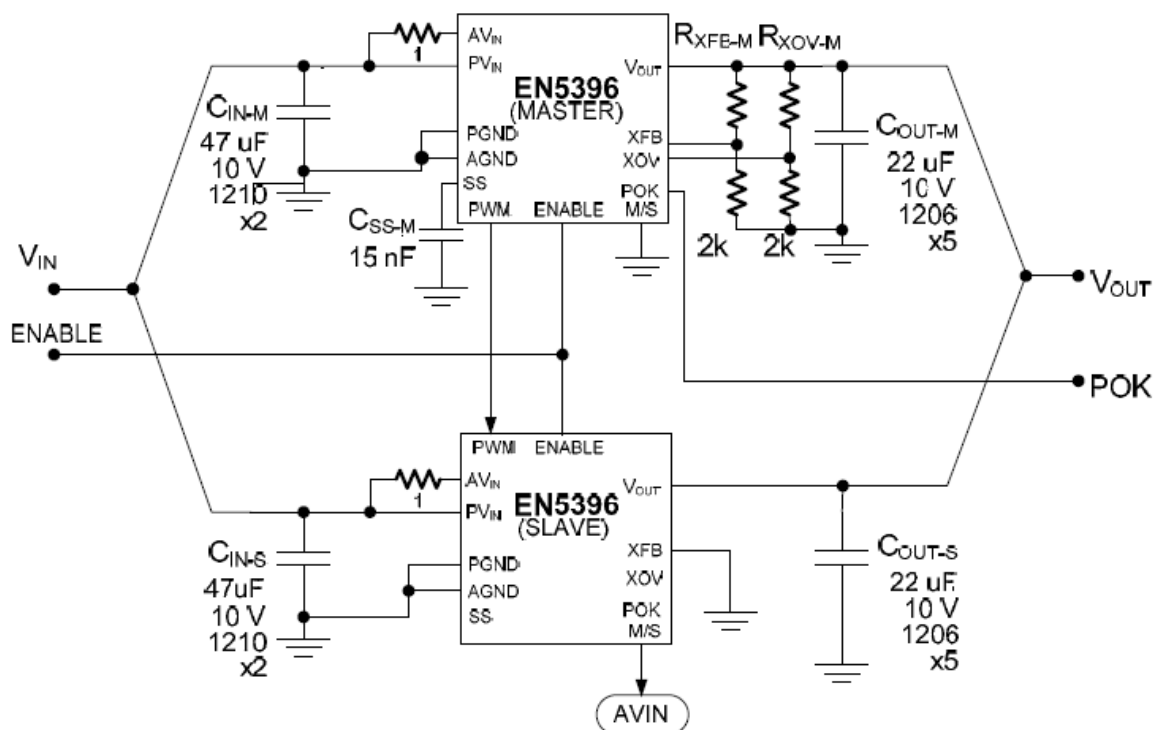 AVIN
PVIN
1
EN5396
(MASTER)
VOUT
RXFB-M RXOV-M
CIN-M
47 uF
10 V
1210
x2
PGND
AGND
SS
PWM
ENABLE
XFB
XOV
POK
M/S
CSS-M
15 nF
2k
2k
COUT-M
22 uF
10 V
1206
x5
VIN
ENABLE
VOUT
POK
PWM
ENABLE
AVIN
PVIN
1
EN5396
(SLAVE)
VOUT
XFB
XOV
POK
M/S
PGND
AGND
SS
CIN-S
47uF
10 V
1210
x2
COUT-S
22 uF
10 V
1206
x5
AVIN